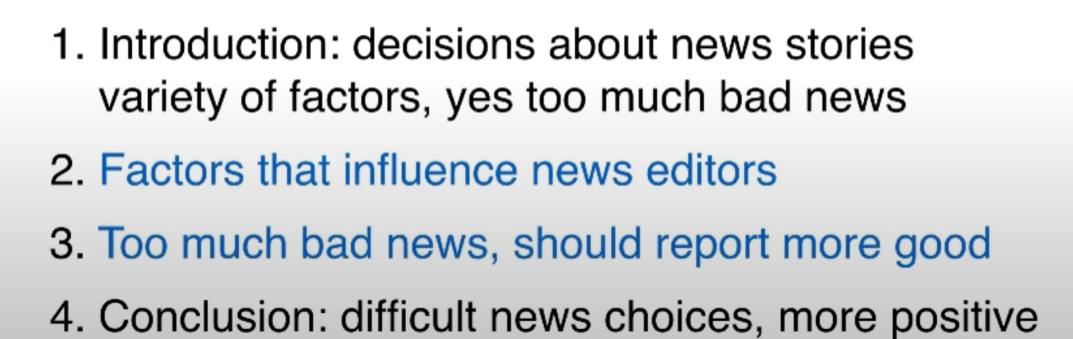 1. Introduction: decisions about news stories
variety of factors, yes too much bad news
2. Factors that influence news editors
3. Too much bad news, should report more good
4. Conclusion: difficult news choices, more positive